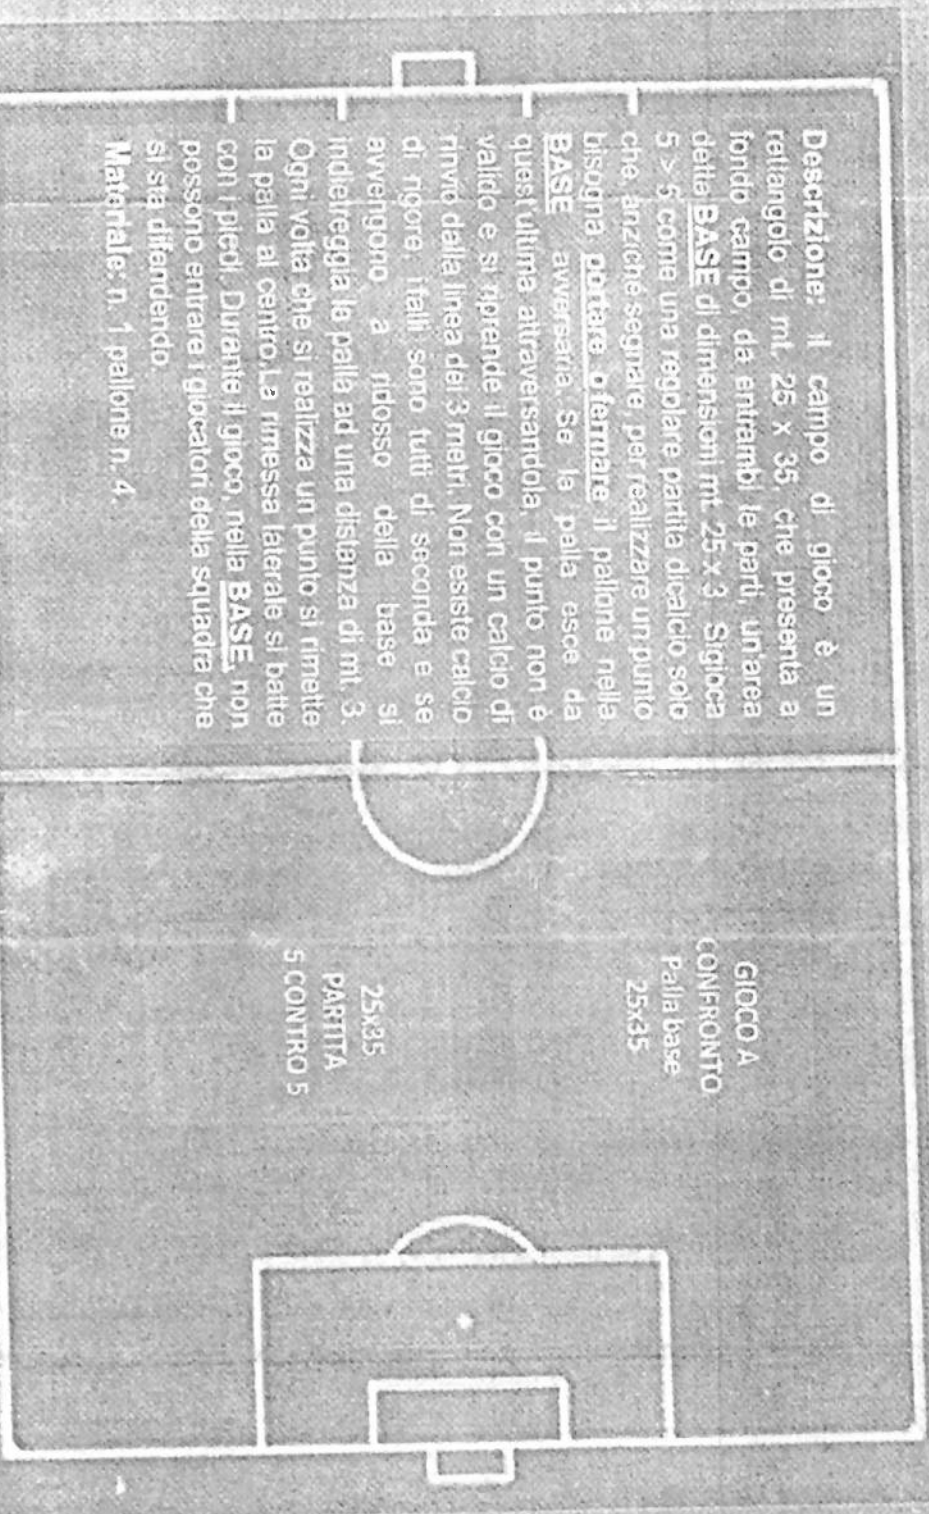 Descrizione: il campo di gioco è un
rettangolo di mt. 25 x 35, che presenta a
fondo campo, da entrambi le parti, un'area
detta BASE di dimensioni mt. 25 x 3. Sigioca
5 > 5 come una regolare partita dicalcio, solo
che, anziche segnare, per realizzare un punto
bisogna portare o fermare il pallone nella
BASE avversaria. Se la palla esce da
quest'ultima attraversandola, il punto non è
valido e si riprende il gioco con un calcio di
rinvio dalla linea dei 3 metri. Non esiste calcio
di rigore, i falli sono tutti di seconda e se
avvengono a ridosso della base si
indietreggia la palla ad una distanza di mt. 3.
Ogni volta che si realizza un punto si rimette
la palla al centro. La rimessa laterale si batte
con i piedi. Durante il gioco, nella BASE, non
possono entrare i giocatori della squadra che
si sta difendendo.
Materiale: n. 1 pallone n. 4.
GIOCO A
CONFRONTO
Palla base
25x35
25x35
PARTITA
5 CONTRO 5